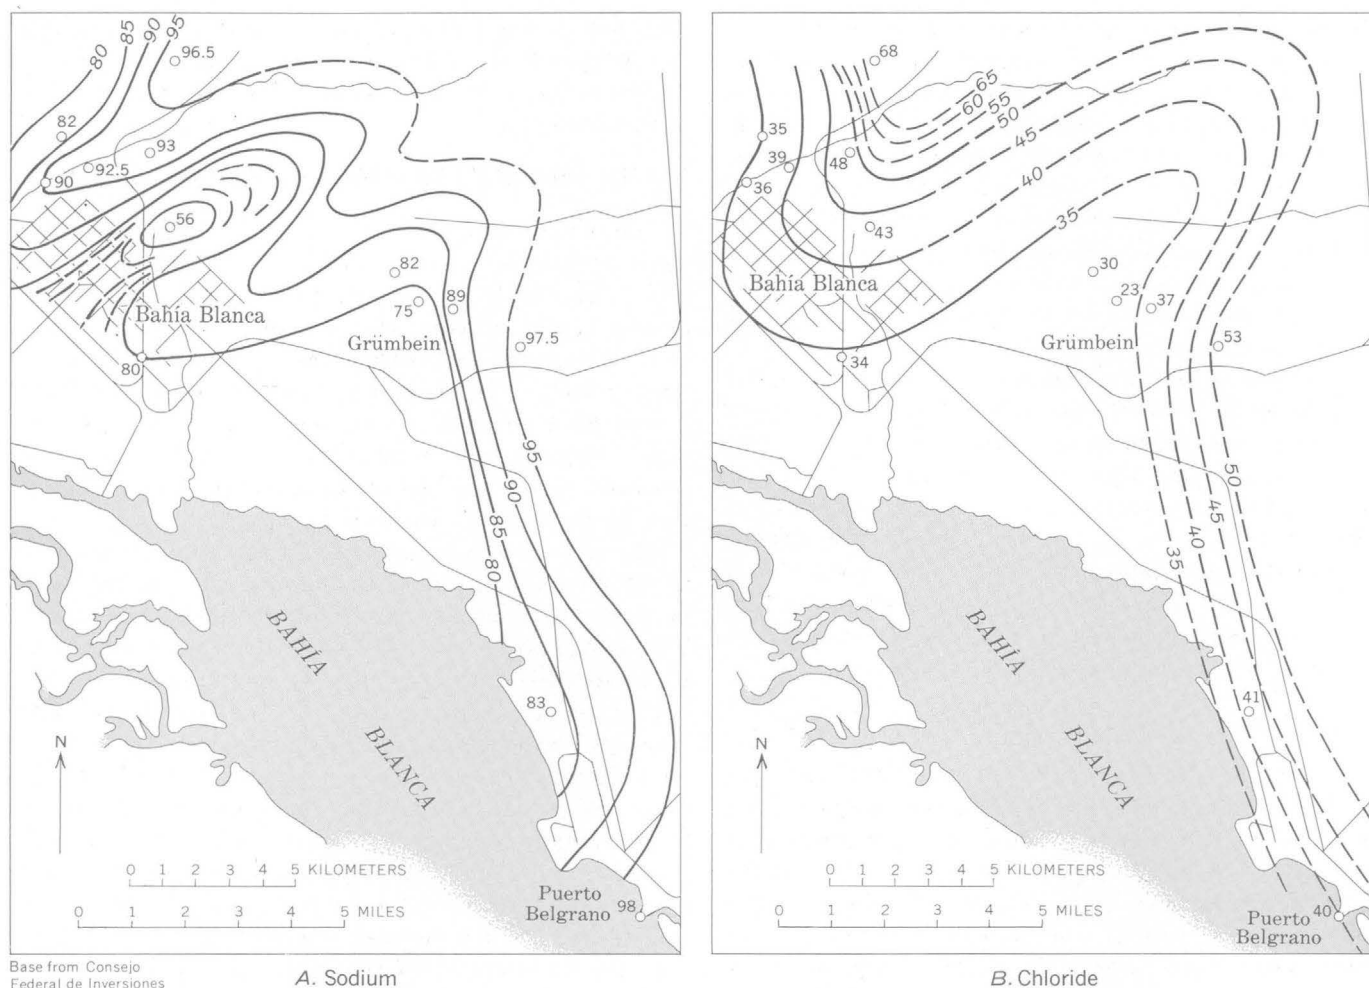 80
85
90
95
96.5
82
93
92.5
90
56
82
Bahía Blanca
75
89
Grümbein
97.5
80
95
90
85
80
BAHÍA
BLANCA
83
N
0 1 2 3 4 5 KILOMETERS
0 1 2 3 4 5 MILES
Puerto
Belgrano
98
Base from Consejo
Federal de Inversiones
A. Sodium
68
65
60
55
50
45
40
35
35
39
48
36
43
30
Bahía Blanca
23
37
Grümbein
53
34
50
45
40
35
BAHÍA
BLANCA
41
N
0 1 2 3 4 5 KILOMETERS
0 1 2 3 4 5 MILES
Puerto
Belgrano
40
B. Chloride